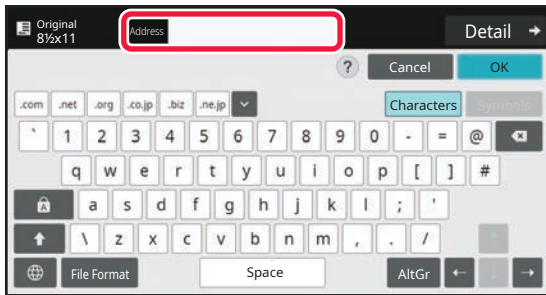 Original
8½x11
Address
Detail
? Cancel OK
.com .net .org .co.jp .biz .ne.jp Characters Symbols
` 1 2 3 4 5 6 7 8 9 0 - = @
q w e r t y u i o p [ ] #
A a s d f g h j k l ; '
\ z x c v b n m , . /
File Format Space AltGr